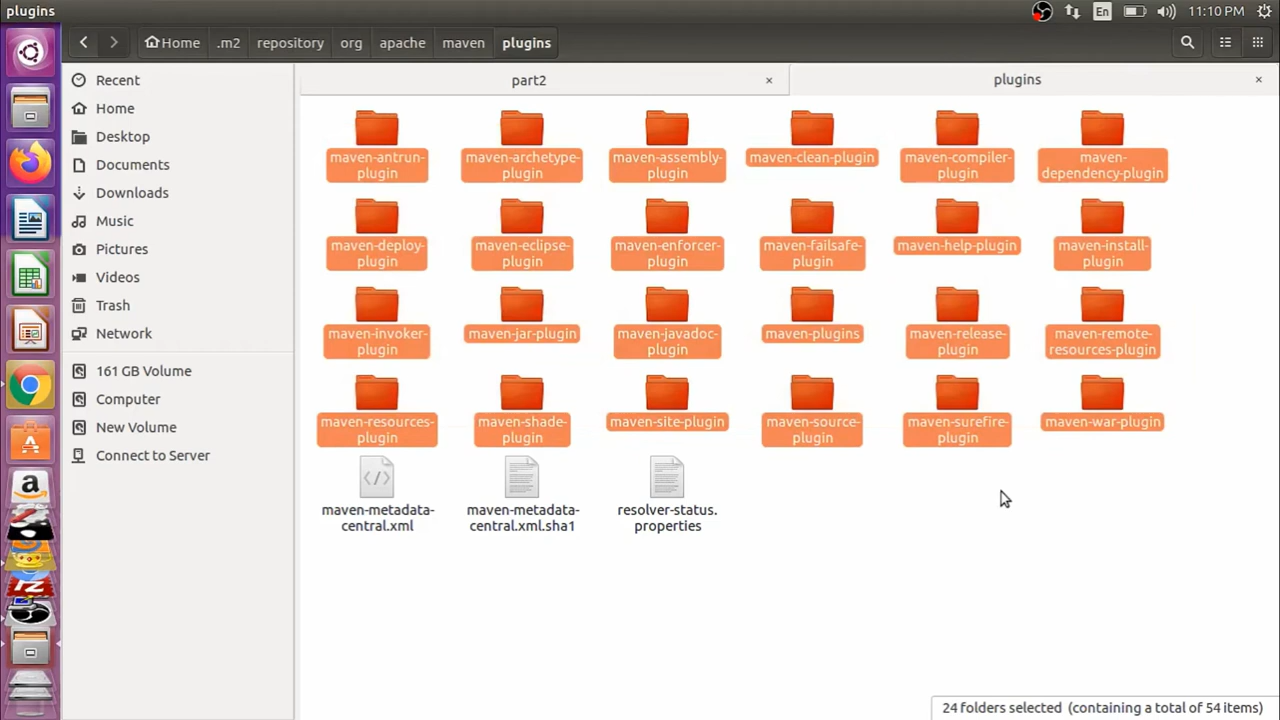 plugins
En
11:10 PM
Home
.m2
repository
org
apache
maven
plugins
Recent
Home
Desktop
Documents
Downloads
Music
Pictures
Videos
Trash
Network
161 GB Volume
Computer
New Volume
Connect to Server
part2
plugins
maven-antrun-
plugin
maven-archetype-
plugin
maven-assembly-
plugin
maven-clean-plugin
maven-compiler-
plugin
maven-
dependency-plugin
maven-deploy-
plugin
maven-eclipse-
plugin
maven-enforcer-
plugin
maven-failsafe-
plugin
maven-help-plugin
maven-install-
plugin
maven-invoker-
plugin
maven-jar-plugin
maven-javadoc-
plugin
maven-plugins
maven-release-
plugin
maven-remote-
resources-plugin
maven-resources-
plugin
maven-shade-
plugin
maven-site-plugin
maven-source-
plugin
maven-surefire-
plugin
maven-war-plugin
maven-metadata-
central.xml
maven-metadata-
central.xml.sha1
resolver-status.
properties
24 folders selected (containing a total of 54 items)